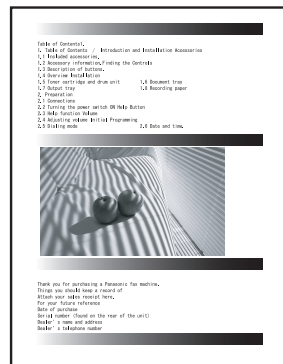 Table of Contents1.
1. Table of Contents / Introduction and Installation Accessories
1.1 Included accessories.
1.2 Accessory information.Finding the Controls
1.3 Description of buttons.
1.4 Overview Installation
1.5 Toner cartridge and drum unit 1.6 Document tray
1.7 Output tray 1.8 Recording paper
2. Preparation
2.1 Connections
2.2 Turning the power switch ON Help Button
2.3 Help function Volume
2.4 Adjusting volume Initial Programming
2.5 Dialing mode 2.6 Date and time.
Thank you for purchasing a Panasonic fax machine.
Things you should keep a record of
Attach your sales receipt here.
For your future reference
Date of purchase
Serial number (found on the rear of the unit)
Dealer's name and address
Dealer's telephone number